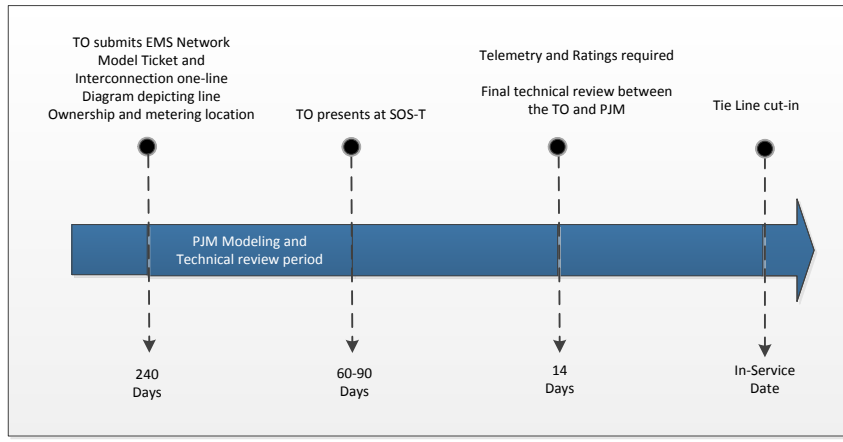 TO submits EMS Network
Model Ticket and
Interconnection one-line
Diagram depicting line
Ownership and metering location
TO presents at SOS-T
Telemetry and Ratings required
Final technical review between
the TO and PJM
Tie Line cut-in
PJM Modeling and
Technical review period
240
Days
60-90
Days
14
Days
In-Service
Date